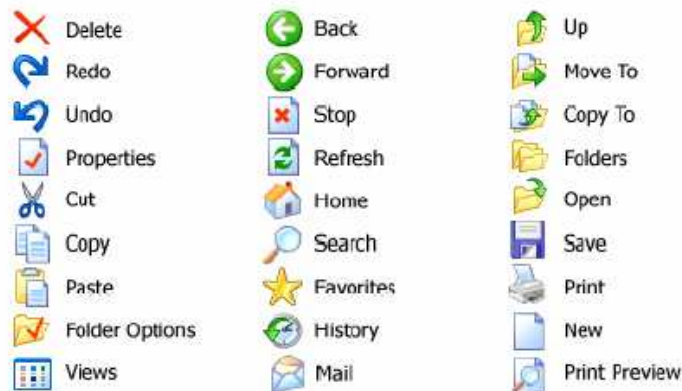 Delete
Redo
Undo
Properties
Cut
Copy
Paste
Folder Options
Views
Back
Forward
Stop
Refresh
Home
Search
Favorites
History
Mail
Up
Move To
Copy To
Folders
Open
Save
Print
New
Print Preview